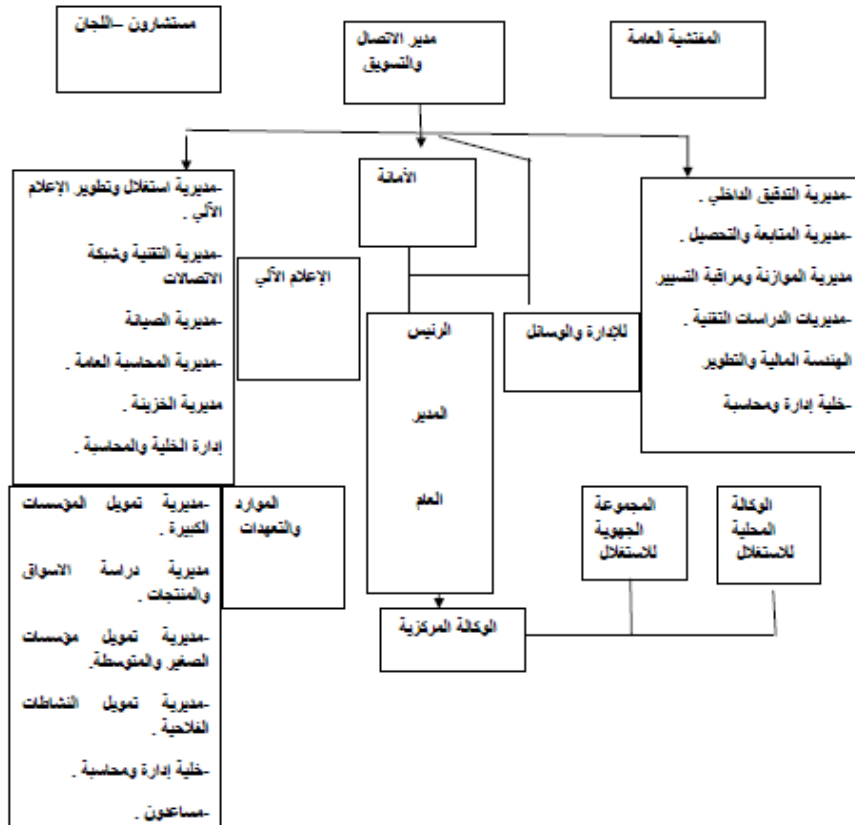 المفتشية العامة
مدير الاتصال
والتسويق
مستشارون –اللجان
-مديرية التدقيق الداخلي .
-مديرية المتابعة والتحصيل .
مديرية الموازنة ومراقبة التسيير
-مديريات الدراسات التقنية .
الهندسة المالية والتطوير
-خلية إدارة ومحاسبة
الأمانة
-مديرية استغلال وتطوير الإعلام
الآلي .
-مديرية التقنية وشبكة
الاتصالات
-مديرية الصيانة
-مديرية المحاسبة العامة .
مديرية الخزينة .
إدارة الخلية والمحاسبة .
الإعلام الآلي
للإدارة والوسائل
الرئيس
المدير
العام
الوكالة
المحلية
للاستغلال
المجموعة
الجهوية
للاستغلال
الموارد
والتعهدات
-مديرية تمويل المؤسسات
الكبيرة .
مديرية دراسة الاسواق
والمنتجات .
-مديرية تمويل مؤسسات
الصغير والمتوسطة.
-مديرية تمويل النشاطات
الفلاحية .
-خلية إدارة ومحاسبة .
-مساعدون .
الوكالة المركزية